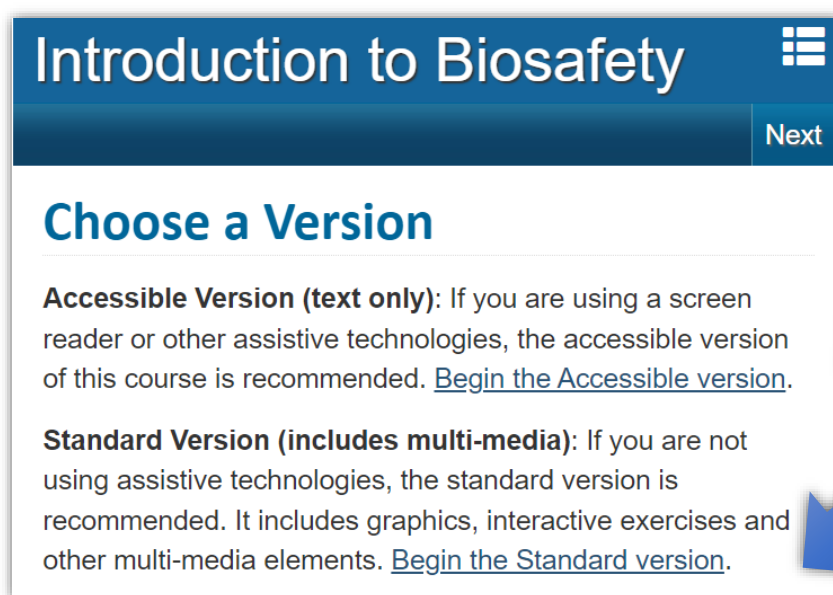 Introduction to Biosafety
Next
Choose a Version
Accessible Version (text only): If you are using a screen
reader or other assistive technologies, the accessible version
of this course is recommended. Begin the Accessible version.
Standard Version (includes multi-media): If you are not
using assistive technologies, the standard version is
recommended. It includes graphics, interactive exercises and
other multi-media elements. Begin the Standard version.